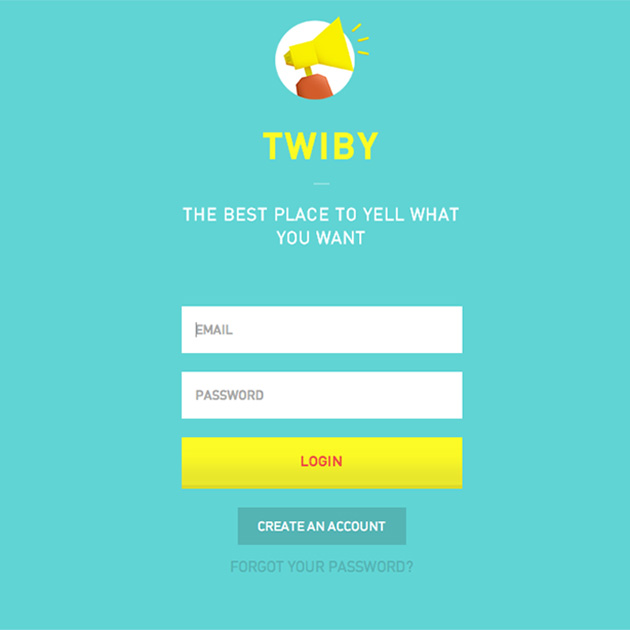 TWIBY
THE BEST PLACE TO YELL WHAT
YOU WANT
EMAIL
PASSWORD
LOGIN
CREATE AN ACCOUNT
FORGOT YOUR PASSWORD?